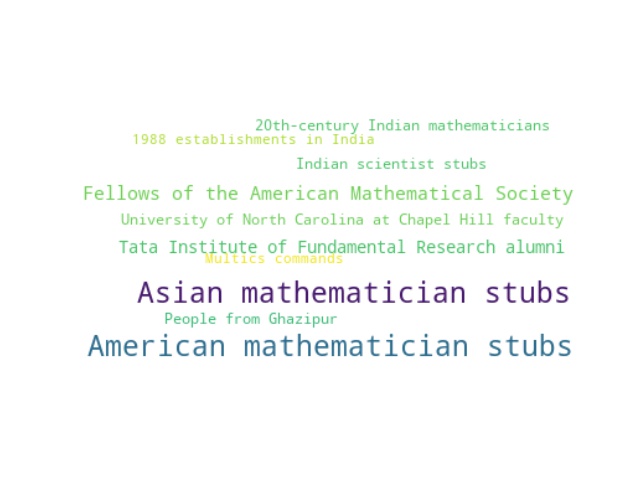 20th-century Indian mathematicians
1988 establishments in India
Indian scientist stubs
Fellows of the American Mathematical Society
University of North Carolina at Chapel Hill faculty
Tata Institute of Fundamental Research alumni
Multics commands
Asian mathematician stubs
People from Ghazipur
American mathematician stubs